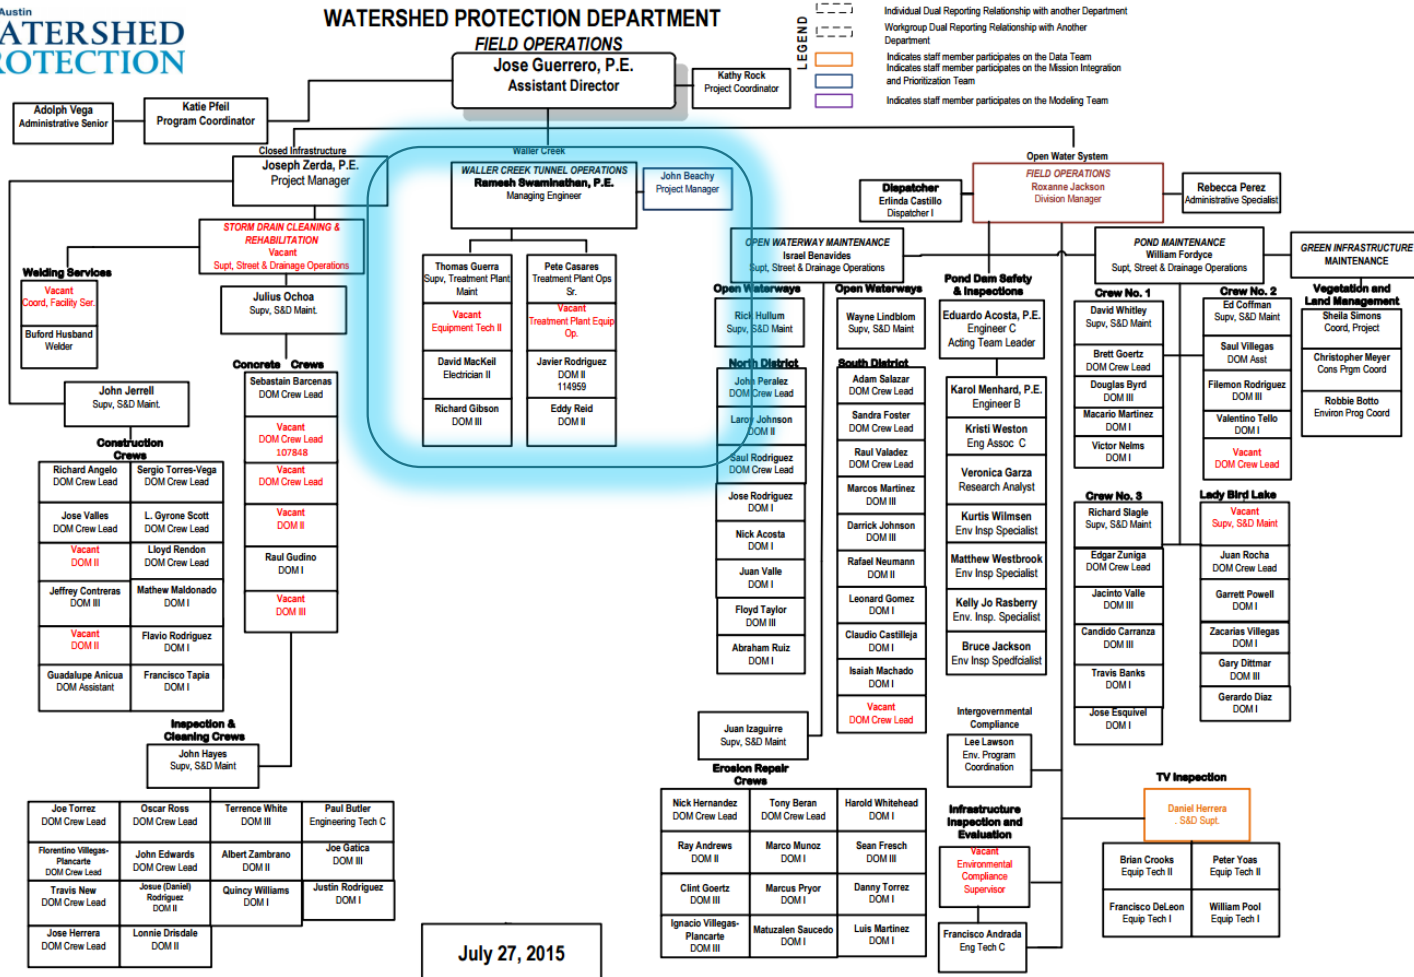 Austin
ATERSHED
ROTECTION
WATERSHED PROTECTION DEPARTMENT
FIELD OPERATIONS
Jose Guerrero, P.E.
Assistant Director
Kathy Rock
Project Coordinator
LEGEND
Individual Dual Reporting Relationship with another Department
Workgroup Dual Reporting Relationship with Another
Department
Indicates staff member participates on the Data Team
Indicates staff member participates on the Mission Integration
and Prioritization Team
Indicates staff member participates on the Modeling Team
Adolph Vega
Administrative Senior
Katie Pfeil
Program Coordinator
Closed Infrastructure
Joseph Zerda, P.E.
Project Manager
Waller Creek
WALLER CREEK TUNNEL OPERATIONS
Ramesh Swaminathan, P.E.
Managing Engineer
John Beachy
Project Manager
Open Water System
FIELD OPERATIONS
Roxanne Jackson
Division Manager
Dispatcher
Erlinda Castillo
Dispatcher I
Rebecca Perez
Administrative Specialist
STORM DRAIN CLEANING &
REHABILITATION
Vacant
Supt, Street & Drainage Operations
Welding Services
Vacant
Coord, Facility Ser.
Buford Husband
Welder
Julius Ochoa
Supv, S&D Maint.
John Jerrell
Supv, S&D Maint.
Concrete Crews
Sebastain Barcenas
DOM Crew Lead
Vacant
DOM Crew Lead
107848
Vacant
DOM Crew Lead
Vacant
DOM II
Raul Gudino
DOM I
Vacant
DOM III
Construction
Crews
Richard Angelo
DOM Crew Lead
Sergio Torres-Vega
DOM Crew Lead
Jose Valles
DOM Crew Lead
L. Gyrone Scott
DOM Crew Lead
Vacant
DOM II
Lloyd Rendon
DOM Crew Lead
Jeffrey Contreras
DOM III
Mathew Maldonado
DOM I
Vacant
DOM II
Flavio Rodriguez
DOM I
Guadalupe Anicua
DOM Assistant
Francisco Tapia
DOM I
Inspection &
Cleaning Crews
John Hayes
Supv, S&D Maint
Joe Torrez
DOM Crew Lead
Oscar Ross
DOM Crew Lead
Terrence White
DOM III
Paul Butler
Engineering Tech C
Florentino Villegas-
Plancarte
DOM Crew Lead
John Edwards
DOM Crew Lead
Albert Zambrano
DOM II
Joe Gatica
DOM III
Travis New
DOM Crew Lead
Josue (Daniel)
Rodriguez
DOM II
Quincy Williams
DOM I
Justin Rodriguez
DOM I
Jose Herrera
DOM Crew Lead
Lonnie Drisdale
DOM II
Thomas Guerra
Supv, Treatment Plant
Maint
Vacant
Equipment Tech II
David MacKeil
Electrician II
Richard Gibson
DOM III
Pete Casares
Treatment Plant Ops
Sr.
Vacant
Treatment Plant Equip
Op.
Javier Rodriguez
DOM II
114959
Eddy Reid
DOM II
OPEN WATERWAY MAINTENANCE
Israel Benavides
Supt, Street & Drainage Operations
Open Waterways
Rick Hullum
Supv, S&D Maint
North District
John Peralez
DOM Crew Lead
Laroy Johnson
DOM II
Saul Rodriguez
DOM Crew Lead
Jose Rodriguez
DOM I
Nick Acosta
DOM I
Juan Valle
DOM I
Floyd Taylor
DOM III
Abraham Ruiz
DOM I
Open Waterways
Wayne Lindblom
Supv, S&D Maint
South District
Adam Salazar
DOM Crew Lead
Sandra Foster
DOM Crew Lead
Raul Valadez
DOM Crew Lead
Marcos Martinez
DOM III
Darrick Johnson
DOM III
Rafael Neumann
DOM II
Leonard Gomez
DOM I
Claudio Castilleja
DOM I
Isaiah Machado
DOM I
Vacant
DOM Crew Lead
Juan Izaguirre
Supv, S&D Maint
Erosion Repair
Crews
Nick Hernandez
DOM Crew Lead
Tony Beran
DOM Crew Lead
Harold Whitehead
DOM I
Ray Andrews
DOM II
Marco Munoz
DOM I
Sean Fresch
DOM III
Clint Goertz
DOM III
Marcus Pryor
DOM I
Danny Torrez
DOM I
Ignacio Villegas-
Plancarte
DOM III
Matuzalen Saucedo
DOM I
Luis Martinez
DOM I
Pond Dam Safety
& Inspections
Eduardo Acosta, P.E.
Engineer C
Acting Team Leader
Karol Menhard, P.E.
Engineer B
Kristi Weston
Eng Assoc C
Veronica Garza
Research Analyst
Kurtis Wilmsen
Env Insp Specialist
Matthew Westbrook
Env Insp Specialist
Kelly Jo Rasberry
Env. Insp. Specialist
Bruce Jackson
Env Insp Spedfcialist
Intergovernmental
Compliance
Lee Lawson
Env. Program
Coordination
Infrastructure
Inspection and
Evaluation
Vacant
Environmental
Compliance
Supervisor
Francisco Andrada
Eng Tech C
POND MAINTENANCE
William Fordyce
Supt, Street & Drainage Operations
Crew No. 1
David Whitley
Supv, S&D Maint
Brett Goertz
DOM Crew Lead
Douglas Byrd
DOM III
Macario Martinez
DOM I
Victor Nelms
DOM I
Crew No. 2
Ed Coffman
Supv, S&D Maint
Saul Villegas
DOM Asst
Filemon Rodriguez
DOM III
Valentino Tello
DOM I
Vacant
DOM Crew Lead
Crew No. 3
Richard Slagle
Supv, S&D Maint
Edgar Zuniga
DOM Crew Lead
Jacinto Valle
DOM III
Candido Carranza
DOM III
Travis Banks
DOM I
Jose Esquivel
DOM I
Lady Bird Lake
Vacant
Supv, S&D Maint
Juan Rocha
DOM Crew Lead
Garrett Powell
DOM I
Zacarias Villegas
DOM I
Gary Dittmar
DOM III
Gerardo Diaz
DOM I
GREEN INFRASTRUCTURE
MAINTENANCE
Vegetation and
Land Management
Sheila Simons
Coord, Project
Christopher Meyer
Cons Prgm Coord
Robbie Botto
Environ Prog Coord
TV Inspection
Daniel Herrera
. S&D Supt.
Brian Crooks
Equip Tech II
Peter Yoas
Equip Tech II
Francisco DeLeon
Equip Tech I
William Pool
Equip Tech I
July 27, 2015